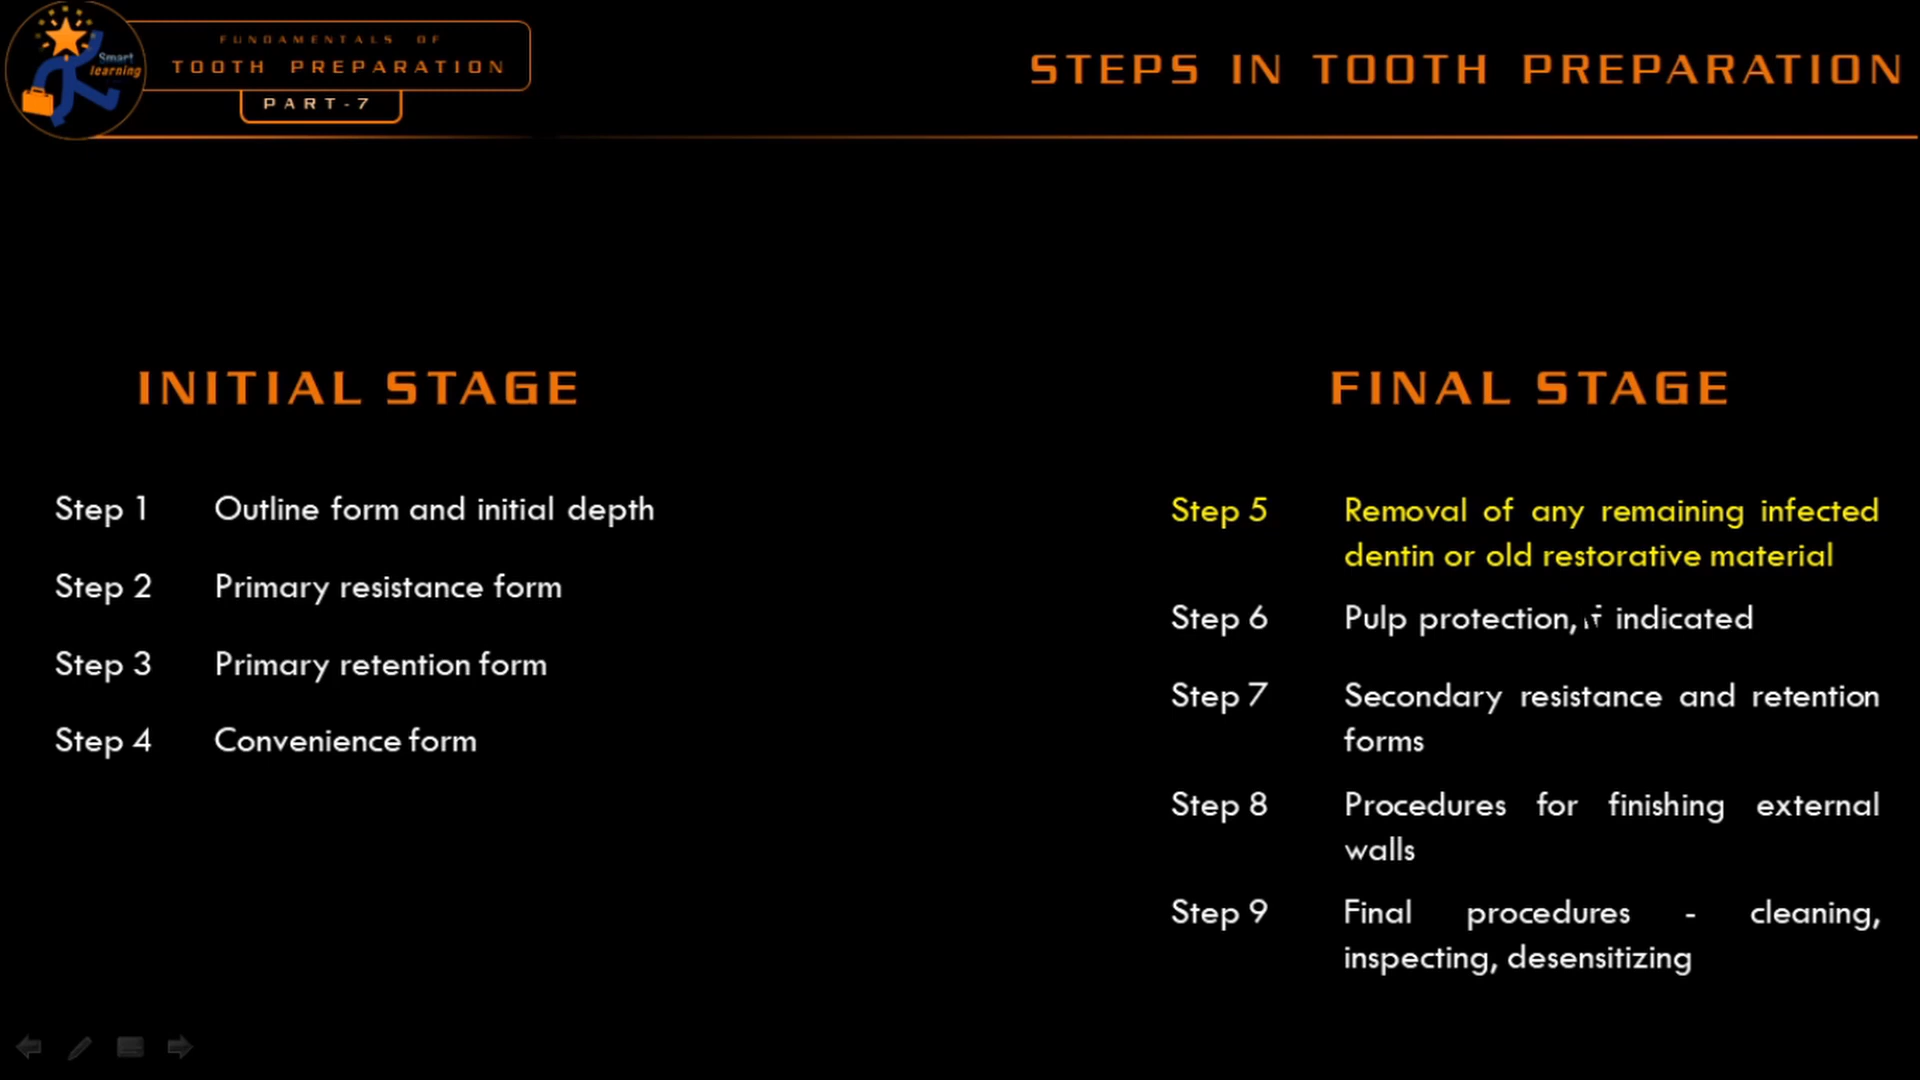 Smart
learning
FUNDAMENTALS OF
TOOTH PREPARATION
PART-7
STEPS IN TOOTH PREPARATION
INITIAL STAGE
Step 1 Outline form and initial depth
Step 2 Primary resistance form
Step 3 Primary retention form
Step 4 Convenience form
FINAL STAGE
Step 5 Removal of any remaining infected
dentin or old restorative material
Step 6 Pulp protection, if indicated
Step 7 Secondary resistance and retention
forms
Step 8 Procedures for finishing external
walls
Step 9 Final procedures - cleaning,
inspecting, desensitizing